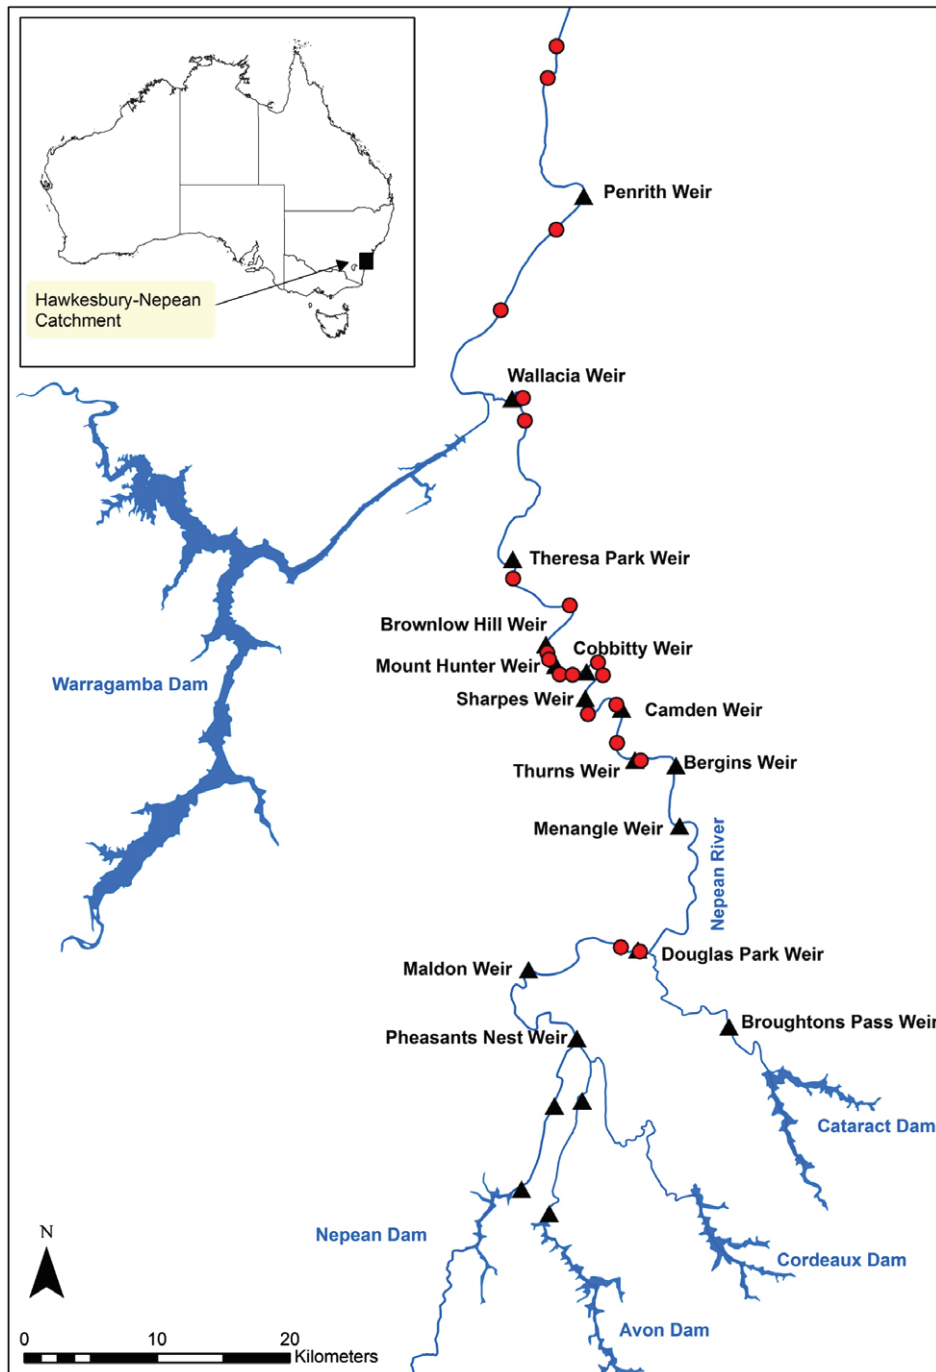 Hawkesbury-Nepean
Catchment
Penrith Weir
Wallacia Weir
Theresa Park Weir
Brownlow Hill Weir
Cobbitty Weir
Mount Hunter Weir
Warragamba Dam
Sharpes Weir
Camden Weir
Thurns Weir
Bergins Weir
Menangle Weir
Nepean River
Douglas Park Weir
Maldon Weir
Broughtons Pass Weir
Pheasants Nest Weir
Cataract Dam
N
Nepean Dam
Cordeaux Dam
Avon Dam
0 10 20
Kilometers